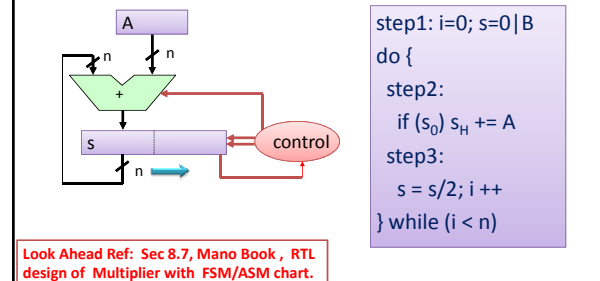 A
n
n
+
s
control
n
step1: i=0; s=0|B
do {
step2:
if (s₀) s_H += A
step3:
s = s/2; i ++
} while (i < n)
Look Ahead Ref: Sec 8.7, Mano Book , RTL
design of Multiplier with FSM/ASM chart.